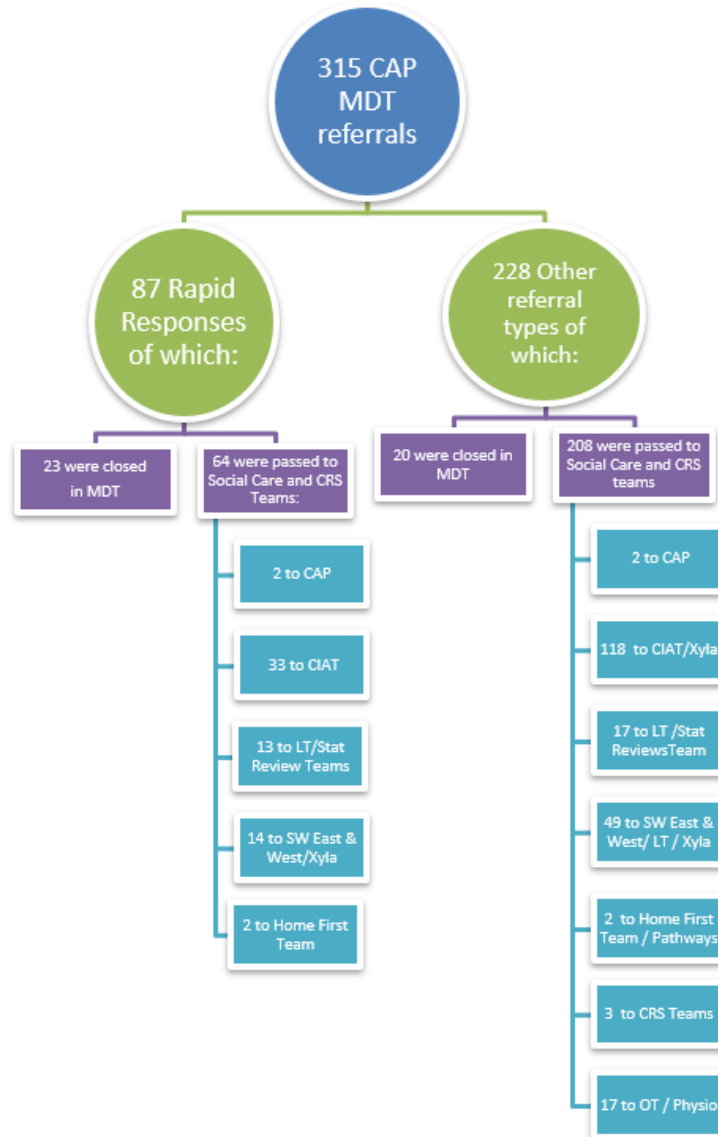 315 CAP
MDT
referrals
87 Rapid
Responses
of which:
228 Other
referral
types of
which:
23 were closed
in MDT
64 were passed to
Social Care and CRS
Teams:
20 were closed in
MDT
208 were passed to
Social Care and CRS
teams
2 to CAP
33 to CIAT
13 to LT/Stat
Review Teams
14 to SW East &
West/Xyla
2 to Home First
Team
2 to CAP
118 to CIAT/Xyla
17 to LT /Stat
ReviewsTeam
49 to SW East &
West/ LT / Xyla
2 to Home First
Team / Pathways
3 to CRS Teams
17 to OT / Physio